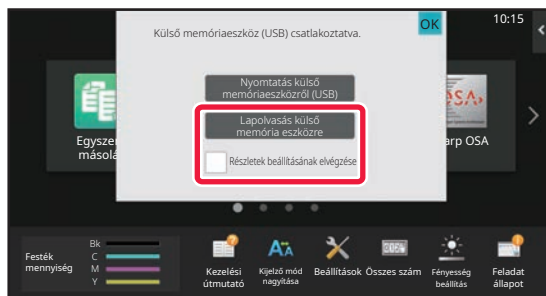 10:15
Külső memóriaeszköz (USB) csatlakoztatva.
OK
Nyomtatás külső
memóriaeszközről (USB)
Lapolvasás külső
memória eszközre
Részletek beállításának elvégzése
Egysze
másolá
arp OSA
Festék
mennyiség
Bk
C
M
Y
Kezelési
útmutató
Kijelző mód
nagyítása
Beállítások
Összes szám
Fényesség
beállítás
Feladat
állapot